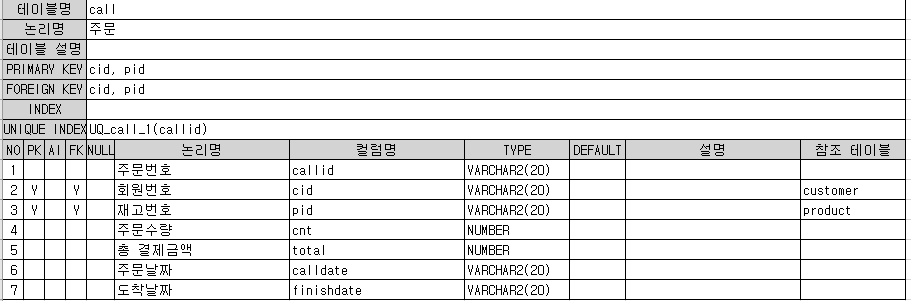 테이블명 call
논리명 주문
테이블 설명
PRIMARY KEY cid, pid
FOREIGN KEY cid, pid
INDEX
UNIQUE INDEX UQ_call_1(callid)
NO PK AI FK NULL 논리명 컬럼명 TYPE DEFAULT 설명 참조 테이블
1 주문번호 callid VARCHAR2(20)
2 Y Y 회원번호 cid VARCHAR2(20) customer
3 Y Y 재고번호 pid VARCHAR2(20) product
4 주문수량 cnt NUMBER
5 총 결제금액 total NUMBER
6 주문날짜 calldate VARCHAR2(20)
7 도착날짜 finishdate VARCHAR2(20)